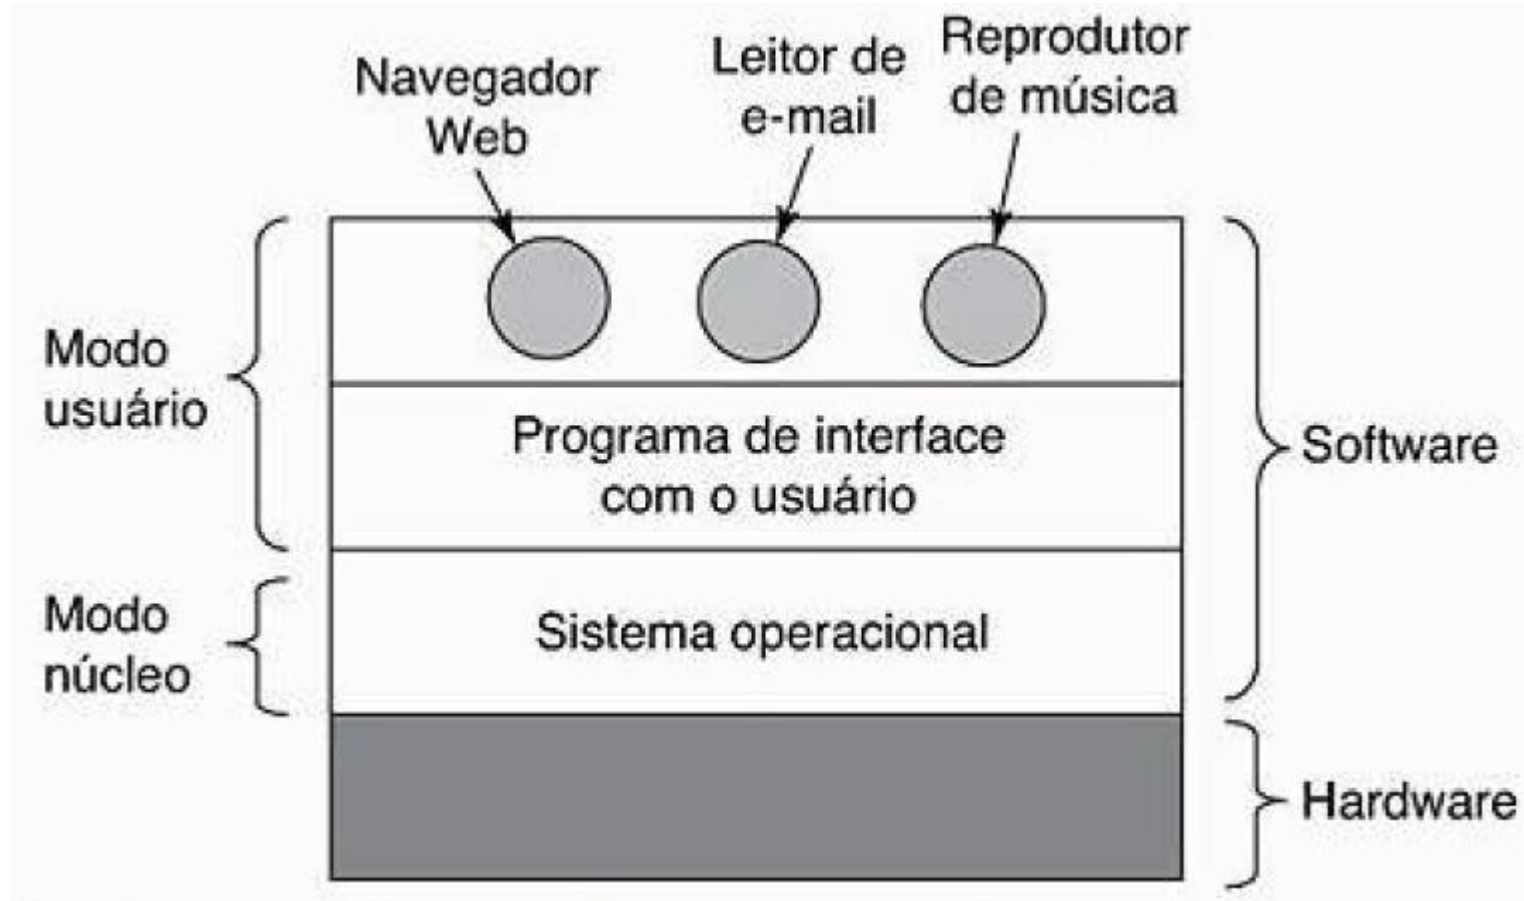 Navegador
Web
Leitor de
e-mail
Reprodutor
de música
Modo
usuário
Programa de interface
com o usuário
Software
Modo
núcleo
Sistema operacional
Hardware